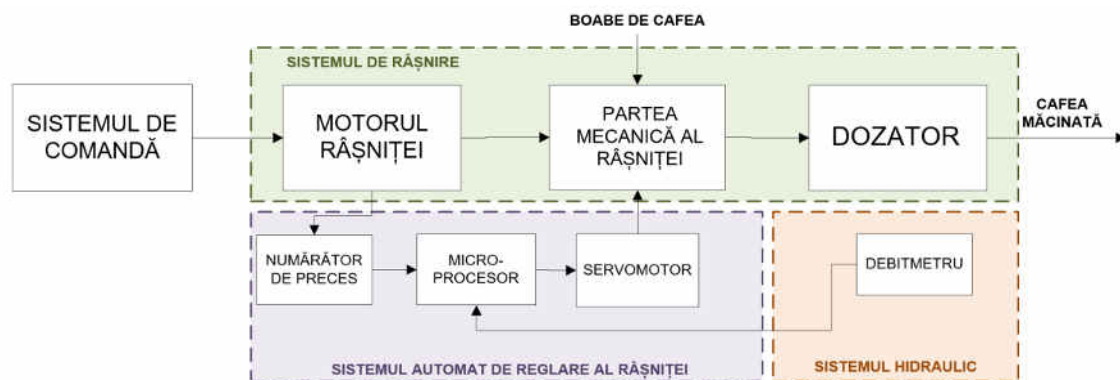 BOABE DE CAFEA
SISTEMUL DE RÂȘNIRE
SISTEMUL DE
COMANDĂ
MOTORUL
RÂȘNIȚEI
PARTEA
MECANICĂ AL
RÂȘNIȚEI
DOZATOR
CAFEA
MĂCINATĂ
NUMĂRĂTOR
DE PRECES
MICRO-
PROCESOR
SERVOMOTOR
DEBITMETRU
SISTEMUL AUTOMAT DE REGLARE AL RÂȘNIȚEI
SISTEMUL HIDRAULIC